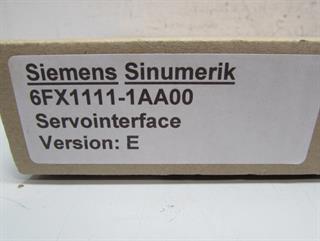 Siemens Sinumerik
6FX1111-1AA00
Servointerface
Version: E